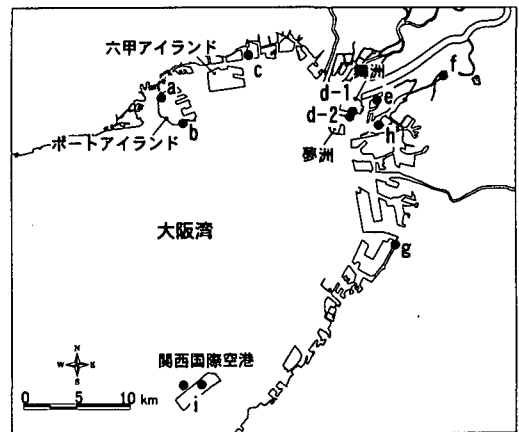 六甲アイランド
舞洲
f
c
a
d-1
e
d-2
b
h
ポートアイランド
夢洲
大阪湾
g
関西国際空港
N
W E
S
i
0 5 10 km